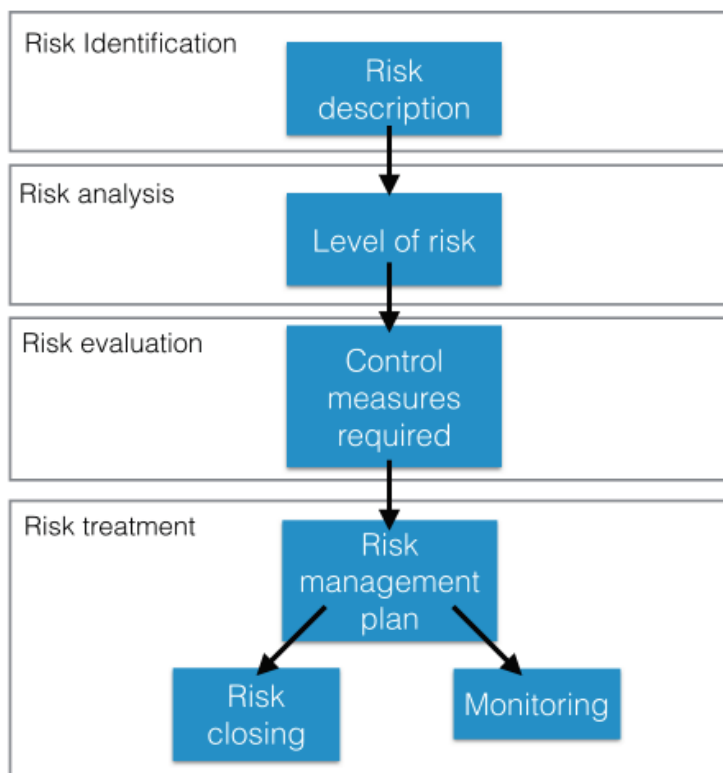 Risk Identification
Risk
description
Risk analysis
Level of risk
Risk evaluation
Control
measures
required
Risk treatment
Risk
management
plan
Risk
closing
Monitoring